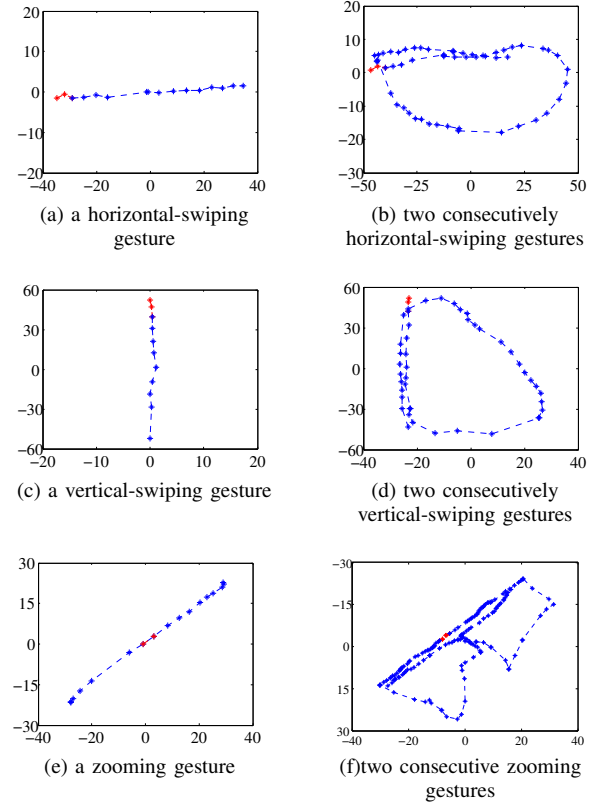 20
10
0
−10
−20
−40 −20 0 20 40
(a) a horizontal-swiping
gesture
20
10
0
−10
−20
−30
−50 −25 0 25 50
(b) two consecutively
horizontal-swiping gestures
60
30
0
−30
−60
−20 −10 0 10 20
(c) a vertical-swiping gesture
60
30
0
−30
−60
−40 −20 0 20 40
(d) two consecutively
vertical-swiping gestures
30
15
0
−15
−30
−40 −20 0 20 40
(e) a zooming gesture
−30
−15
0
15
30
−40 −20 0 20 40
(f)two consecutive zooming
gestures